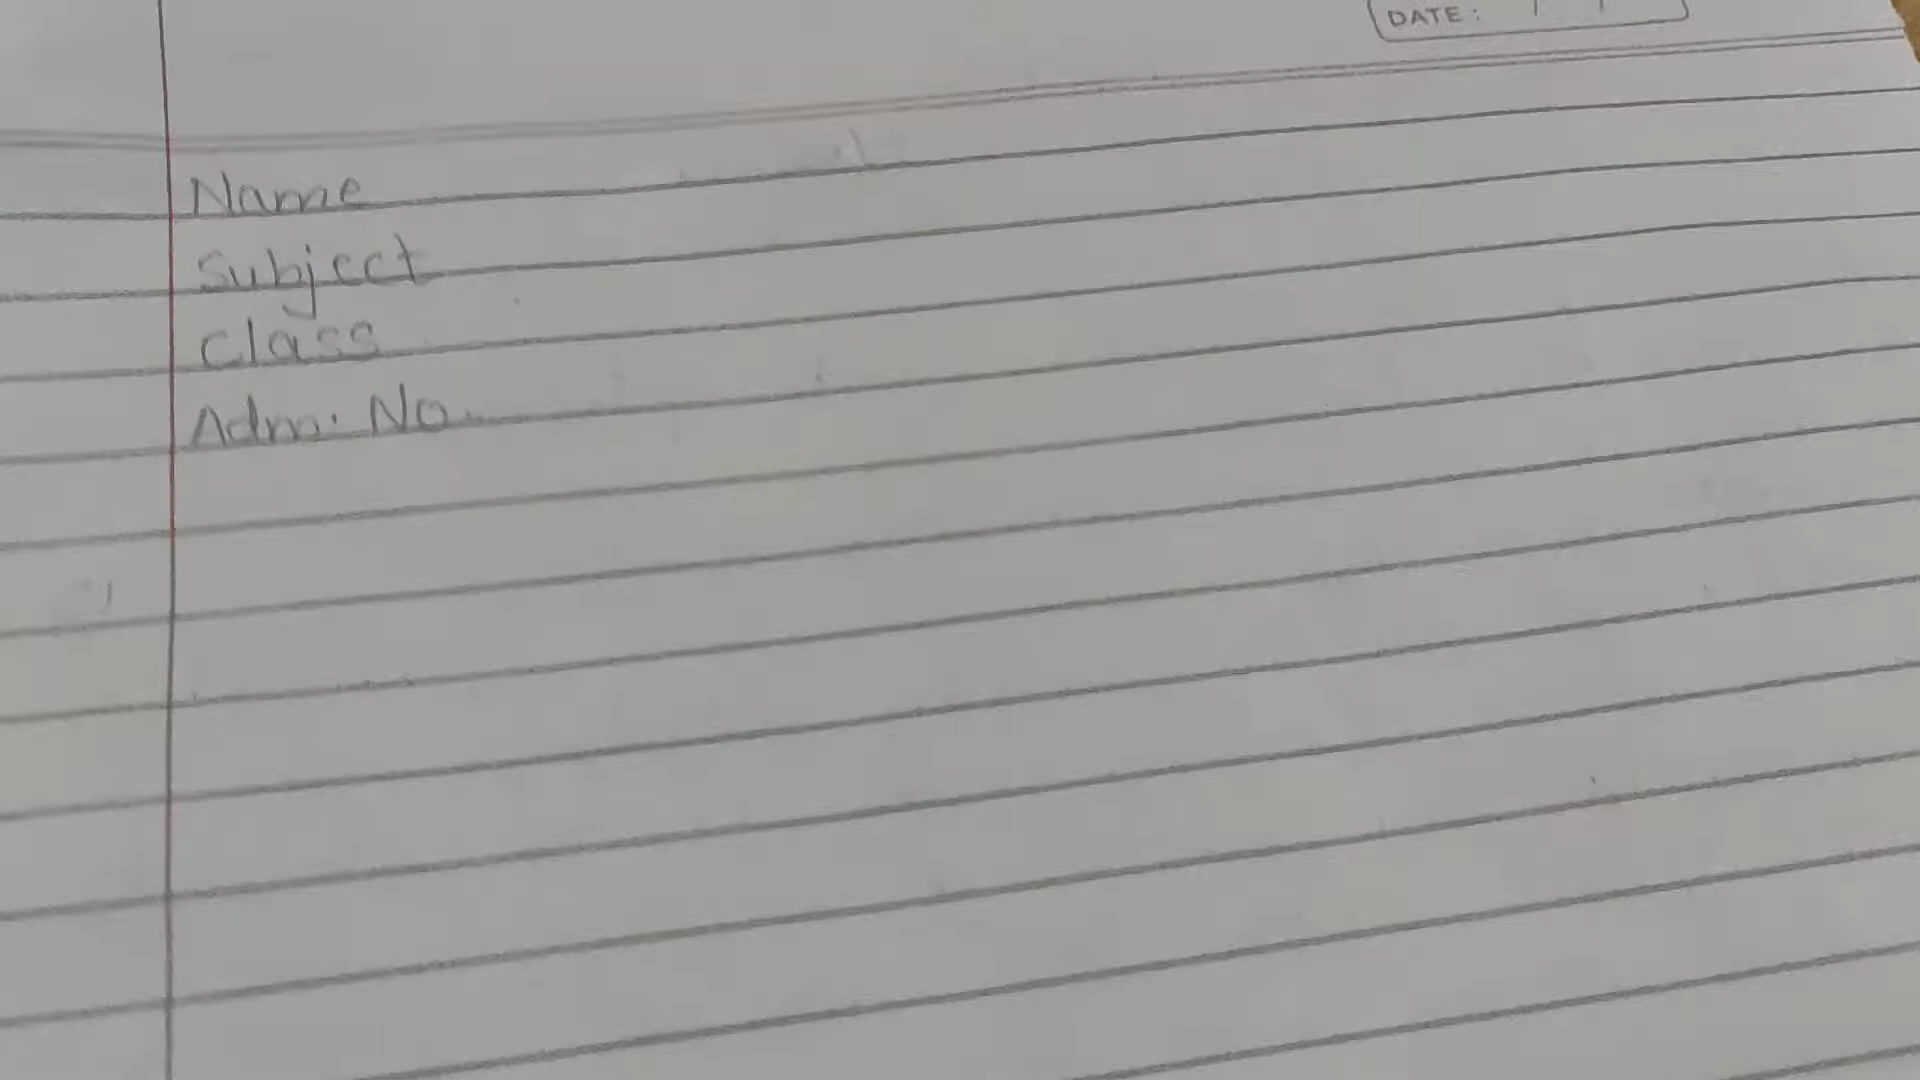 DATE: / /
Name
Subject
Class
Adm. No.